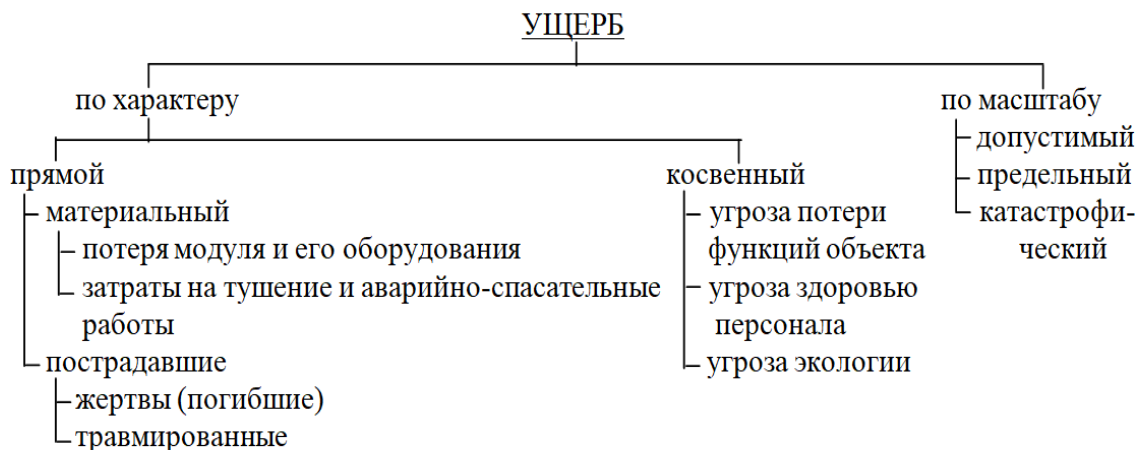 УЩЕРБ
по характеру
по масштабу
допустимый
предельный
катастрофи-
ческий
прямой
материальный
потеря модуля и его оборудования
затраты на тушение и аварийно-спасательные
работы
пострадавшие
жертвы (погибшие)
травмированные
косвенный
угроза потери
функций объекта
угроза здоровью
персонала
угроза экологии